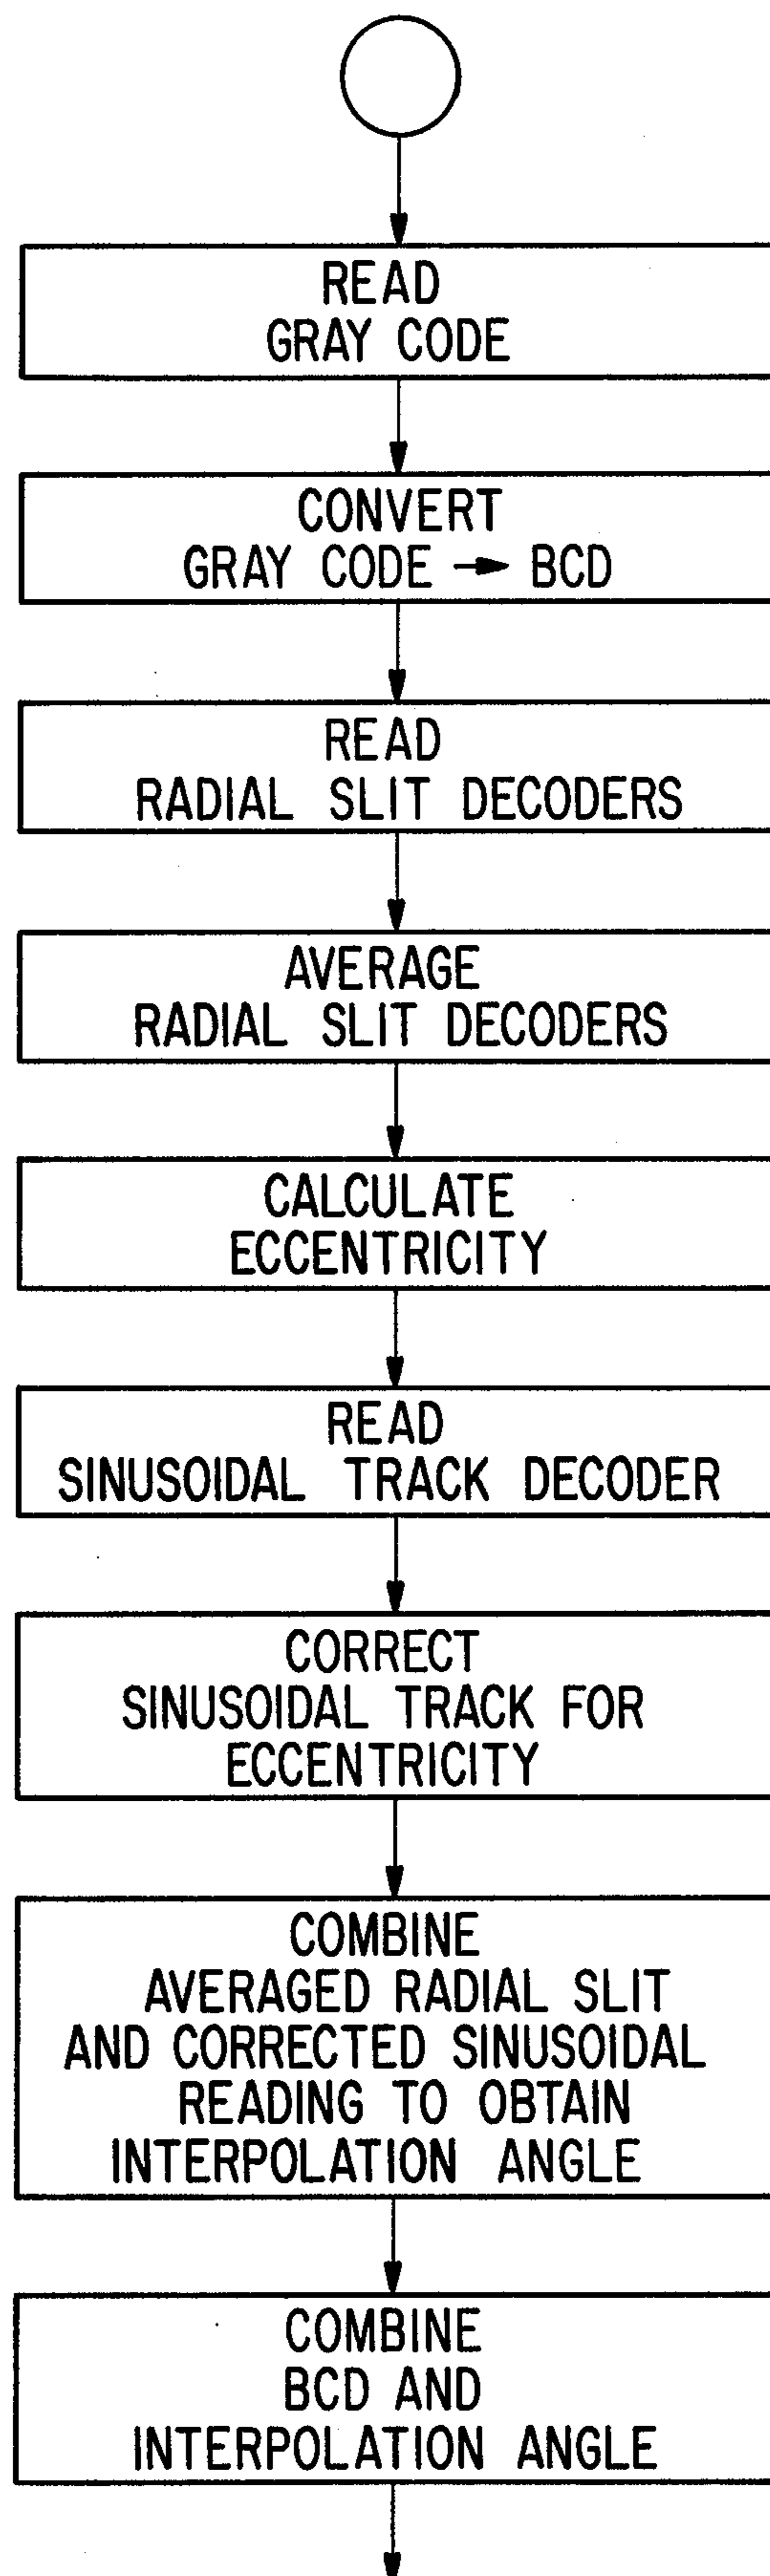 READ
GRAY CODE
CONVERT
GRAY CODE → BCD
READ
RADIAL SLIT DECODERS
AVERAGE
RADIAL SLIT DECODERS
CALCULATE
ECCENTRICITY
READ
SINUSOIDAL TRACK DECODER
CORRECT
SINUSOIDAL TRACK FOR
ECCENTRICITY
COMBINE
AVERAGED RADIAL SLIT
AND CORRECTED SINUSOIDAL
READING TO OBTAIN
INTERPOLATION ANGLE
COMBINE
BCD AND
INTERPOLATION ANGLE